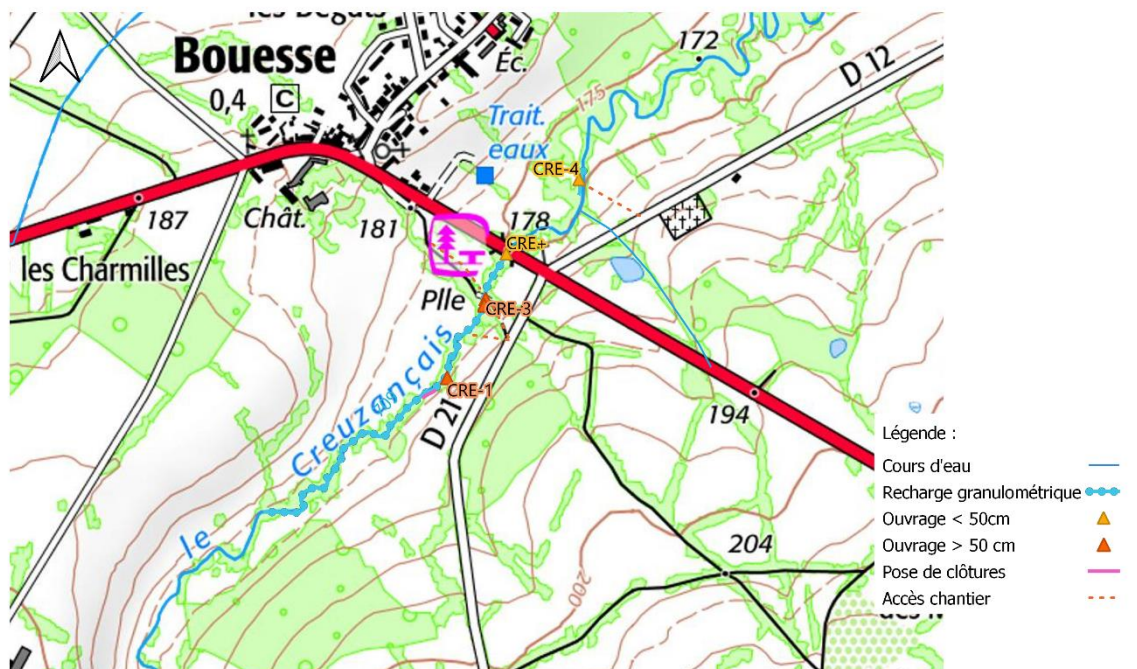 Bouesse
Éc.
172
D 12
0,4
C
175
Trait.
eaux
CRE-4
187
Chât.
181
178
CRE+
les Charmilles
Plle
CRE-3
CRE-1
le Creuzançais
D 21
194
200
204
Légende :
Cours d'eau
Recharge granulométrique
Ouvrage < 50cm
Ouvrage > 50 cm
Pose de clôtures
Accès chantier